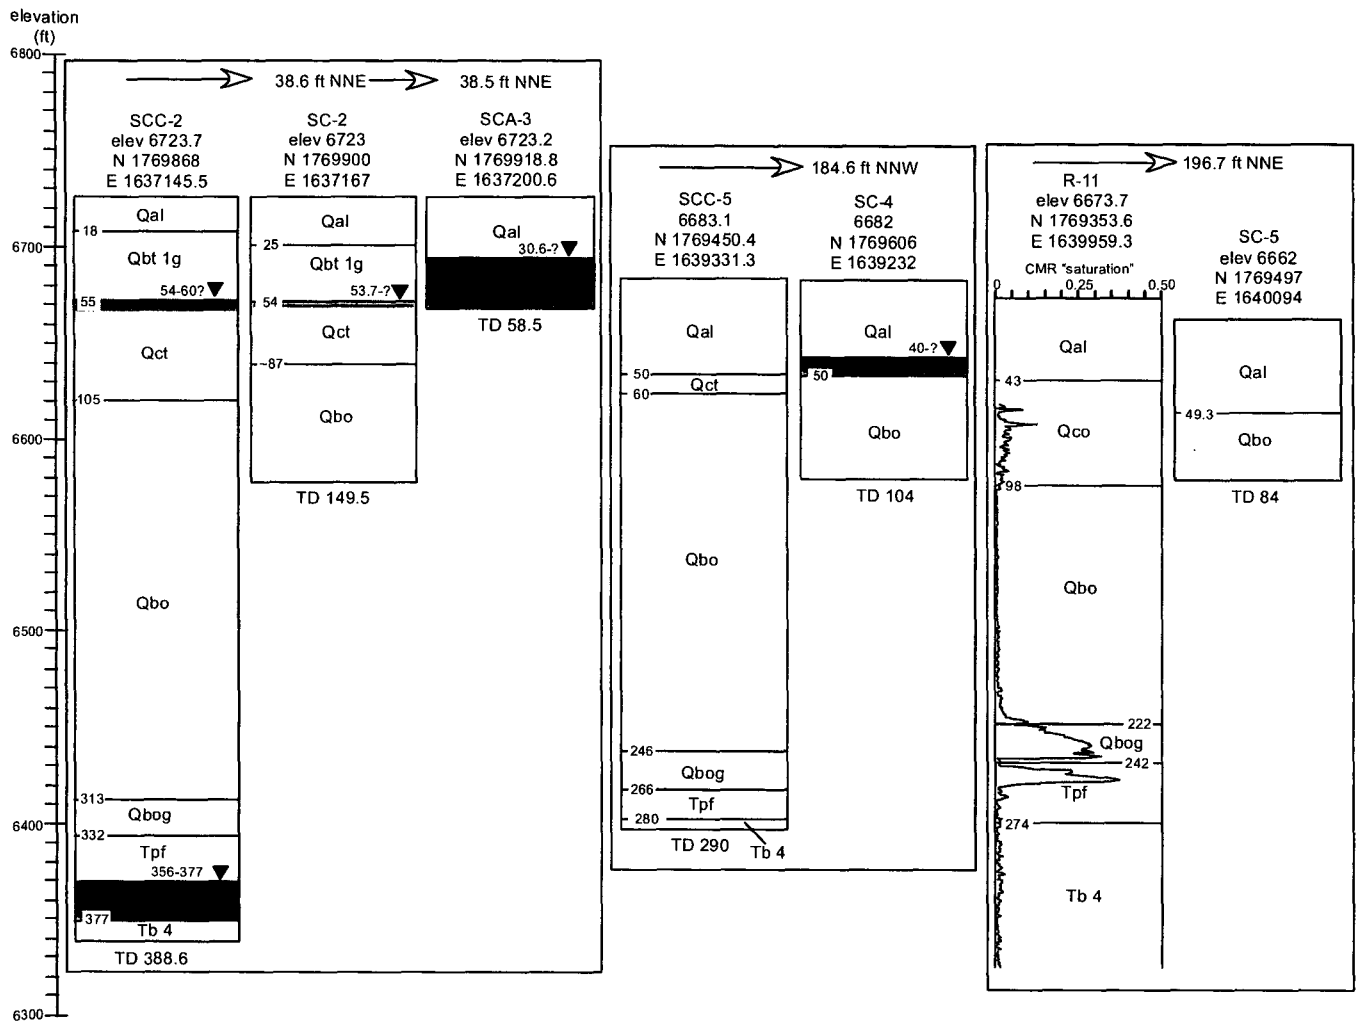 elevation
(ft)
6800
6700
6600
6500
6400
6300
38.6 ft NNE
38.5 ft NNE
SCC-2
elev 6723.7
N 1769868
E 1637145.5
Qal
18
Qbt 1g
54-60?
55
Qct
105
Qbo
313
Qbog
332
Tpf
356-377
377
Tb 4
TD 388.6
SC-2
elev 6723
N 1769900
E 1637167
Qal
25
Qbt 1g
53.7-?
54
Qct
~87
Qbo
TD 149.5
SCA-3
elev 6723.2
N 1769918.8
E 1637200.6
Qal
30.6-?
TD 58.5
184.6 ft NNW
SCC-5
6683.1
N 1769450.4
E 1639331.3
Qal
50
Qct
60
Qbo
246
Qbog
266
Tpf
280
TD 290
Tb 4
SC-4
6682
N 1769606
E 1639232
Qal
40-?
50
Qbo
TD 104
196.7 ft NNE
R-11
elev 6673.7
N 1769353.6
E 1639959.3
CMR "saturation"
0 0.25 0.50
Qal
43
Qco
98
Qbo
222
Qbog
242
Tpf
274
Tb 4
SC-5
elev 6662
N 1769497
E 1640094
Qal
49.3
Qbo
TD 84